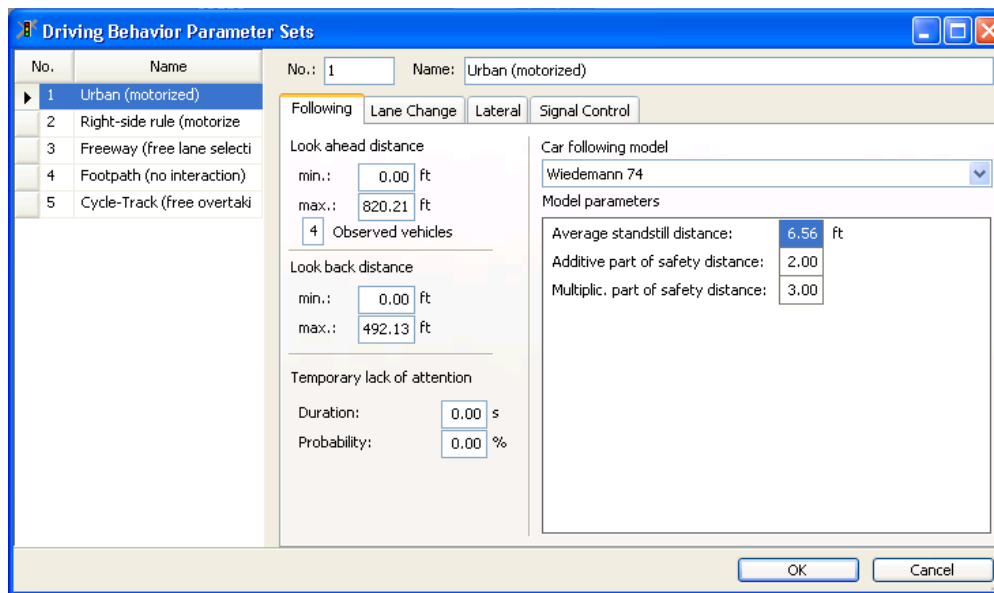 Driving Behavior Parameter Sets
No. Name
1 Urban (motorized)
2 Right-side rule (motorize
3 Freeway (free lane selecti
4 Footpath (no interaction)
5 Cycle-Track (free overtaki
No.: 1 Name: Urban (motorized)
Following Lane Change Lateral Signal Control
Look ahead distance
min.: 0.00 ft
max.: 820.21 ft
4 Observed vehicles
Look back distance
min.: 0.00 ft
max.: 492.13 ft
Temporary lack of attention
Duration: 0.00 s
Probability: 0.00 %
Car following model
Wiedemann 74
Model parameters
Average standstill distance: 6.56 ft
Additive part of safety distance: 2.00
Multiplic. part of safety distance: 3.00
OK Cancel